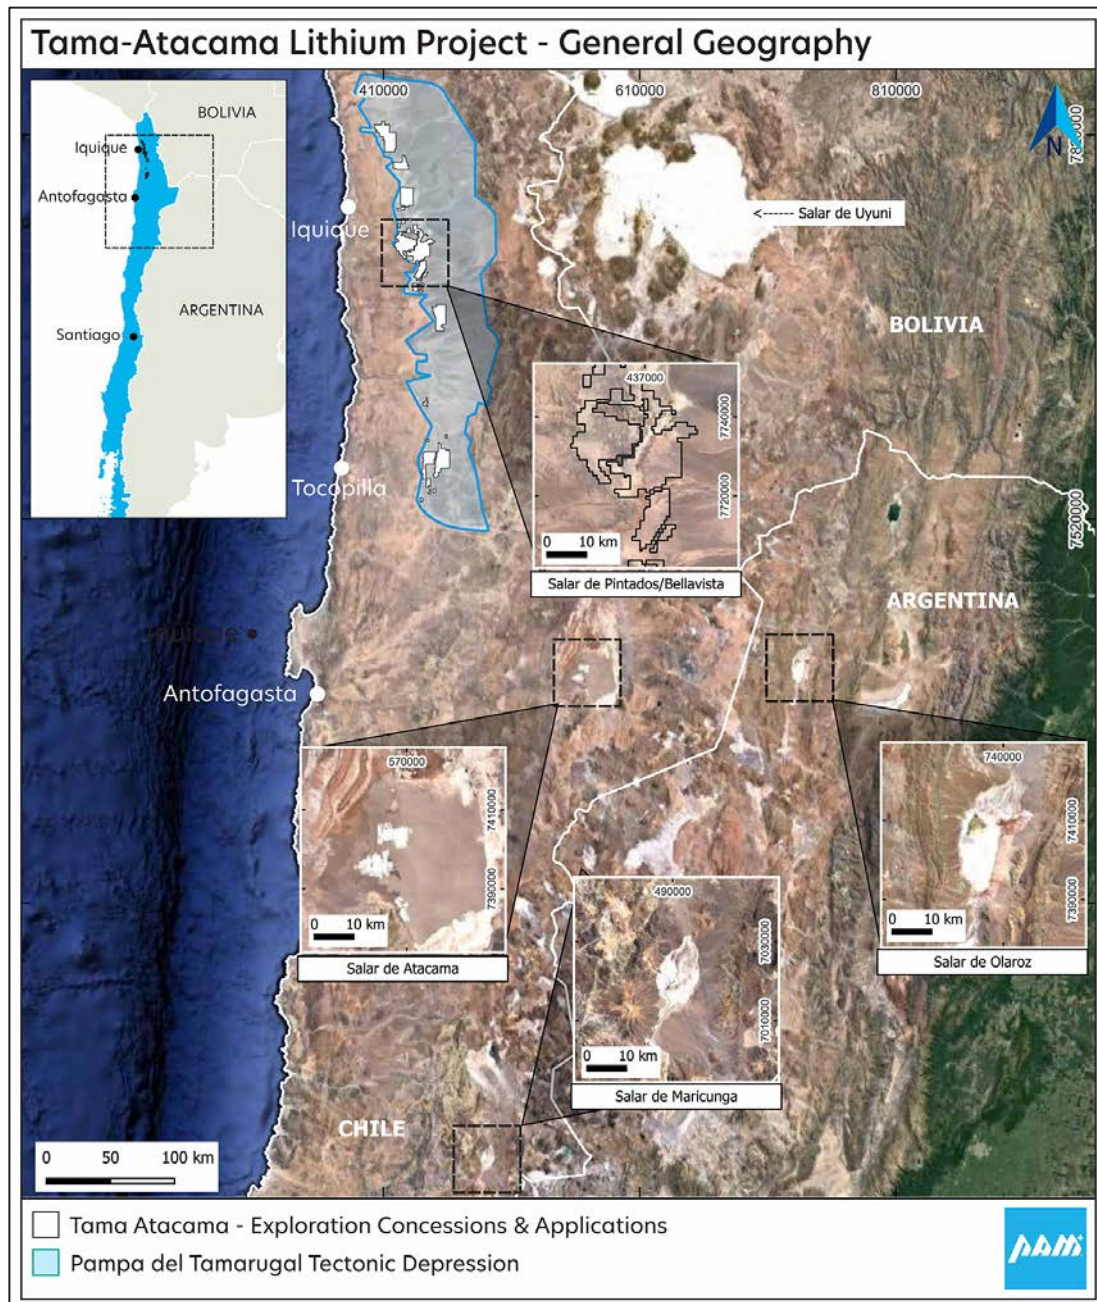 Tama-Atacama Lithium Project - General Geography
BOLIVIA
Iquique
Antofagasta
ARGENTINA
Santiago
410000
610000
810000
N
<------ Salar de Uyuni
Iquique
BOLIVIA
437000
7740000
7720000
0 10 km
Salar de Pintados/Bellavista
Tocopilla
7520000
ARGENTINA
Iquique
Antofagasta
570000
7410000
7390000
0 10 km
Salar de Atacama
740000
7410000
7390000
0 10 km
Salar de Olaroz
490000
7030000
7010000
0 10 km
Salar de Maricunga
CHILE
0 50 100 km
Tama Atacama - Exploration Concessions & Applications
Pampa del Tamarugal Tectonic Depression
PAM